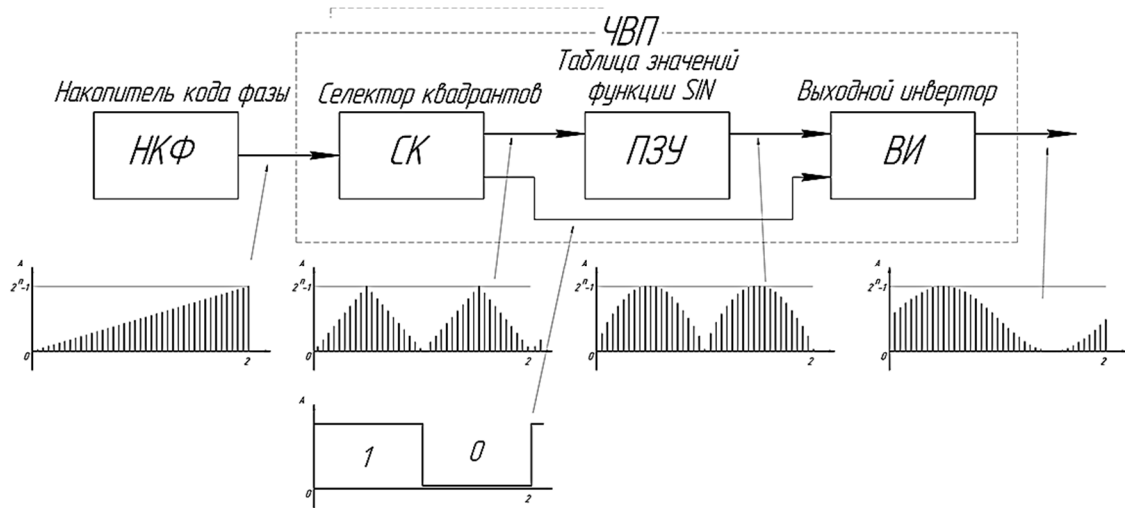 ЧВП
Таблица значений
функции SIN
Накопитель кода фазы
Селектор квадрантов
Выходной инвертор
НКФ
СК
ПЗУ
ВИ
A
2ⁿ-1
0
2
A
2ⁿ-1
0
2
A
2ⁿ-1
0
2
A
2ⁿ-1
0
2
A
1
0
0
2